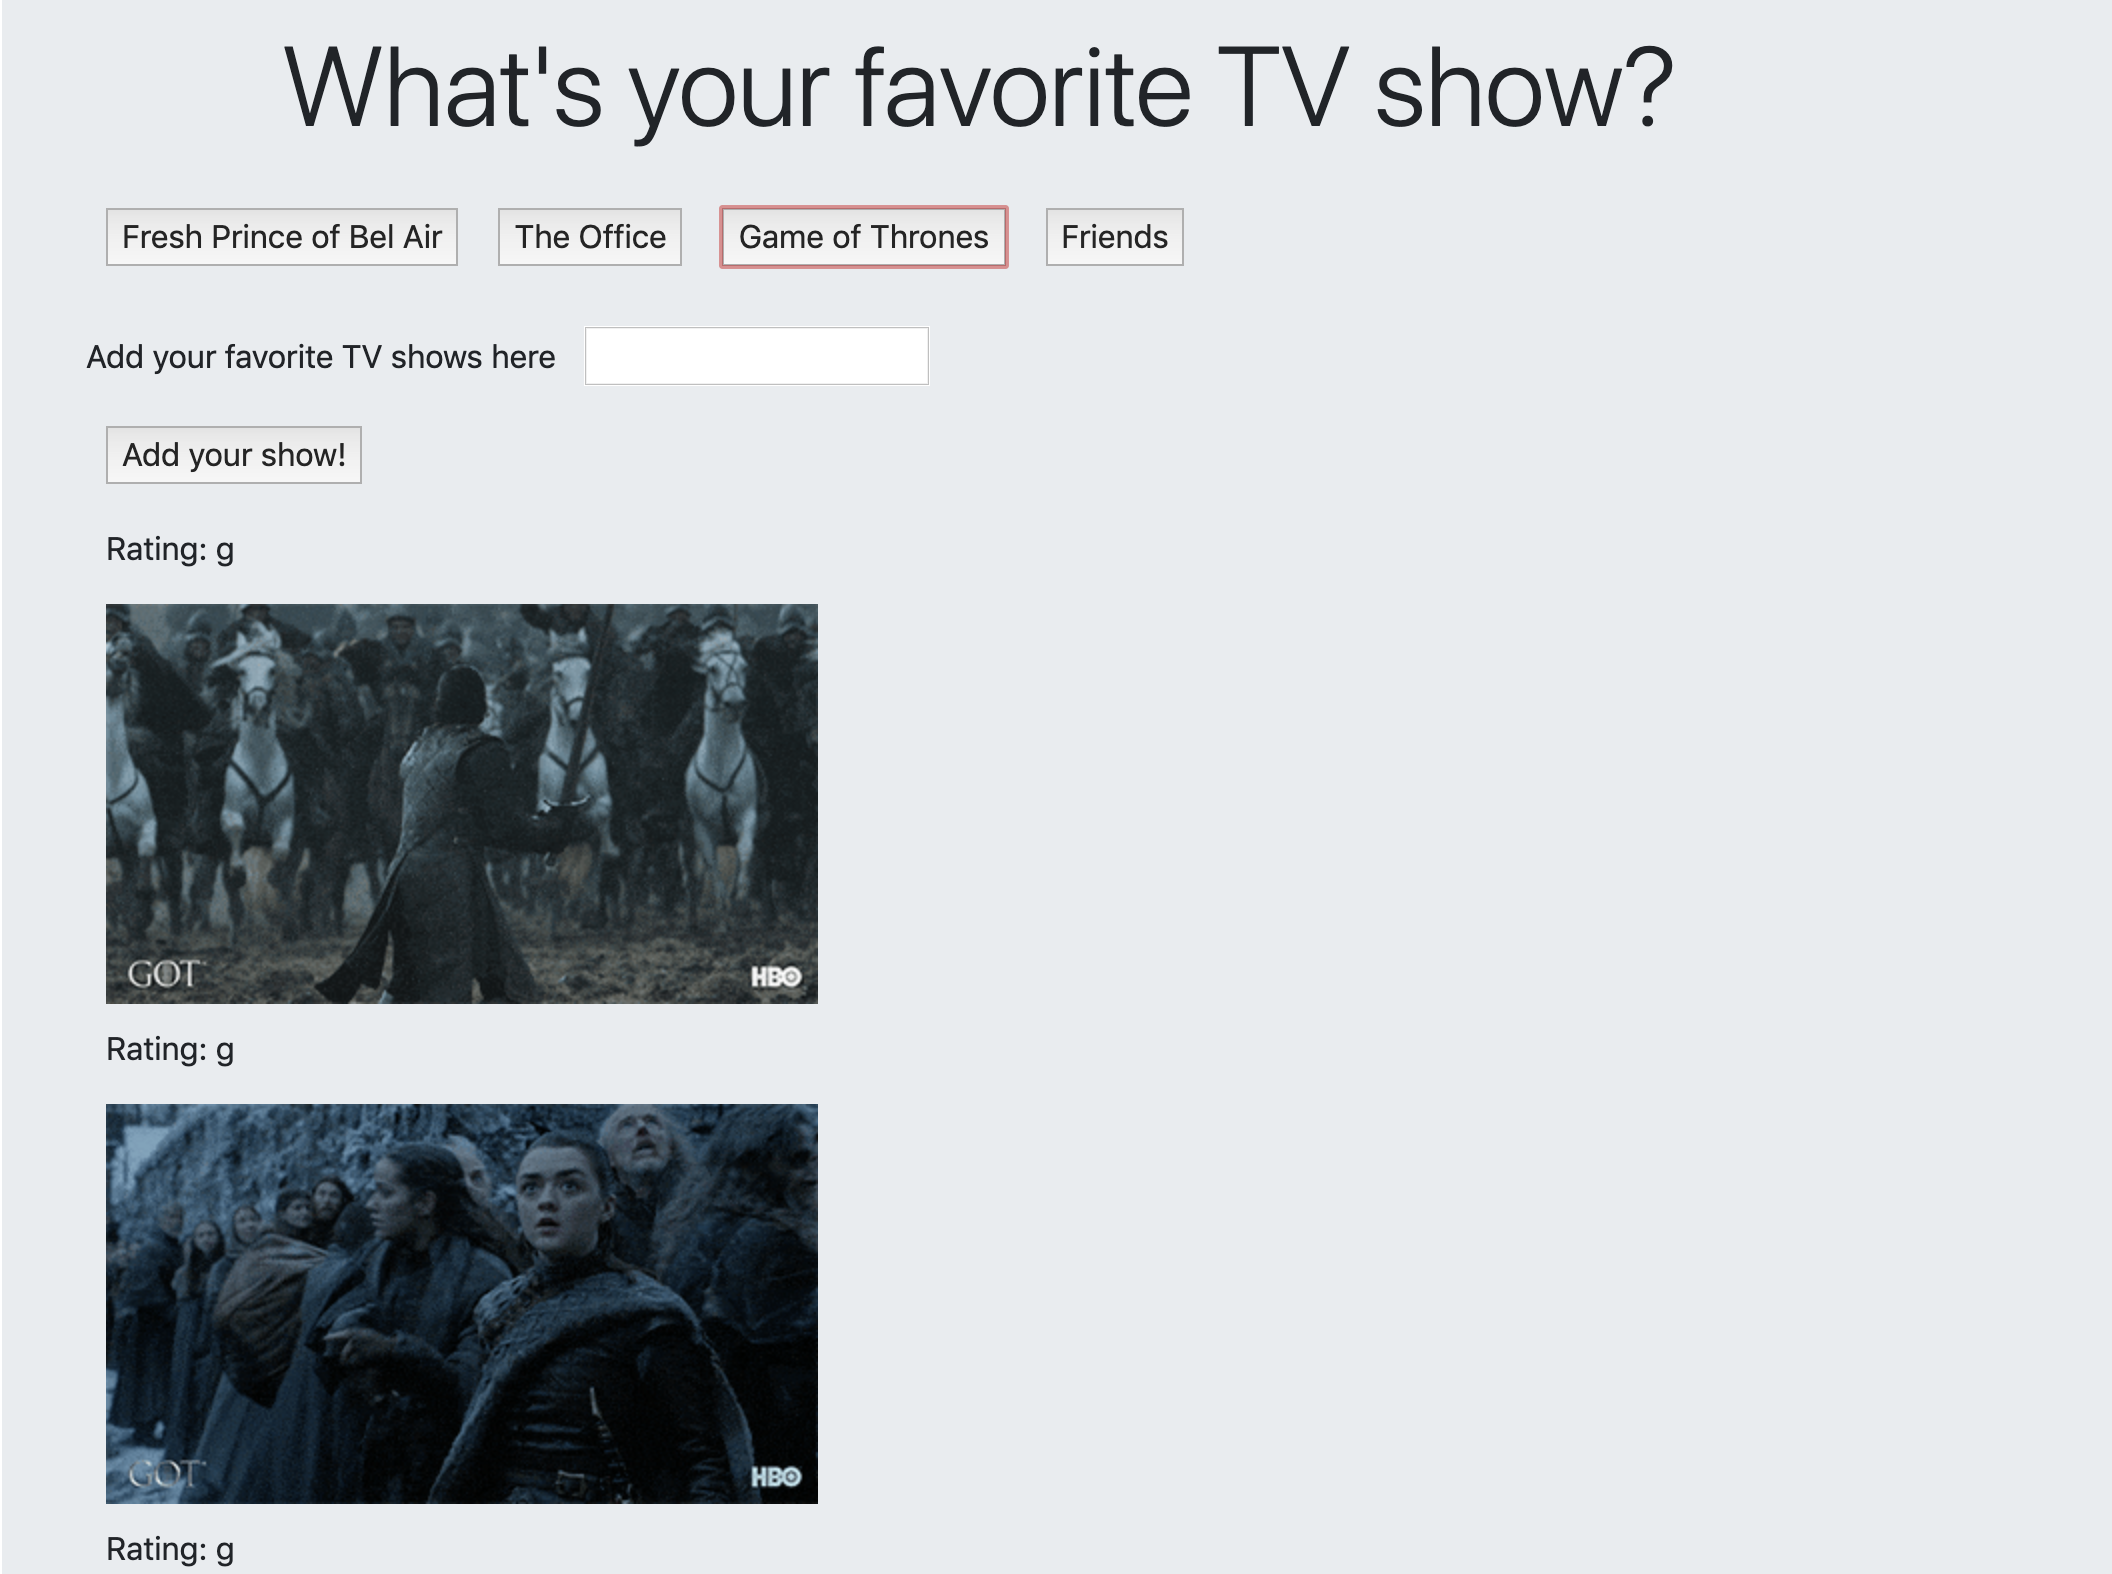 What's your favorite TV show?
Fresh Prince of Bel Air The Office Game of Thrones Friends
Add your favorite TV shows here
Add your show!
Rating: g
GOT HBO
Rating: g
GOT HBO
Rating: g